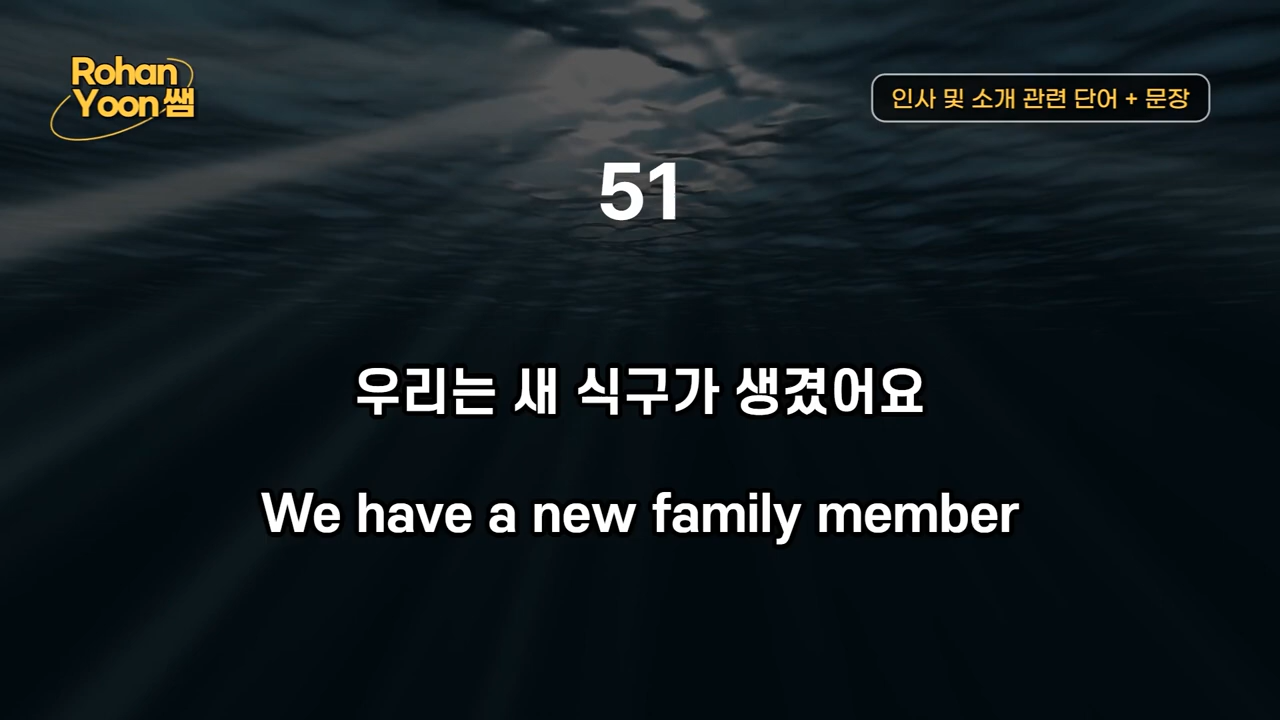 Rohan
Yoon쌤
인사 및 소개 관련 단어 + 문장
51
우리는 새 식구가 생겼어요
We have a new family member